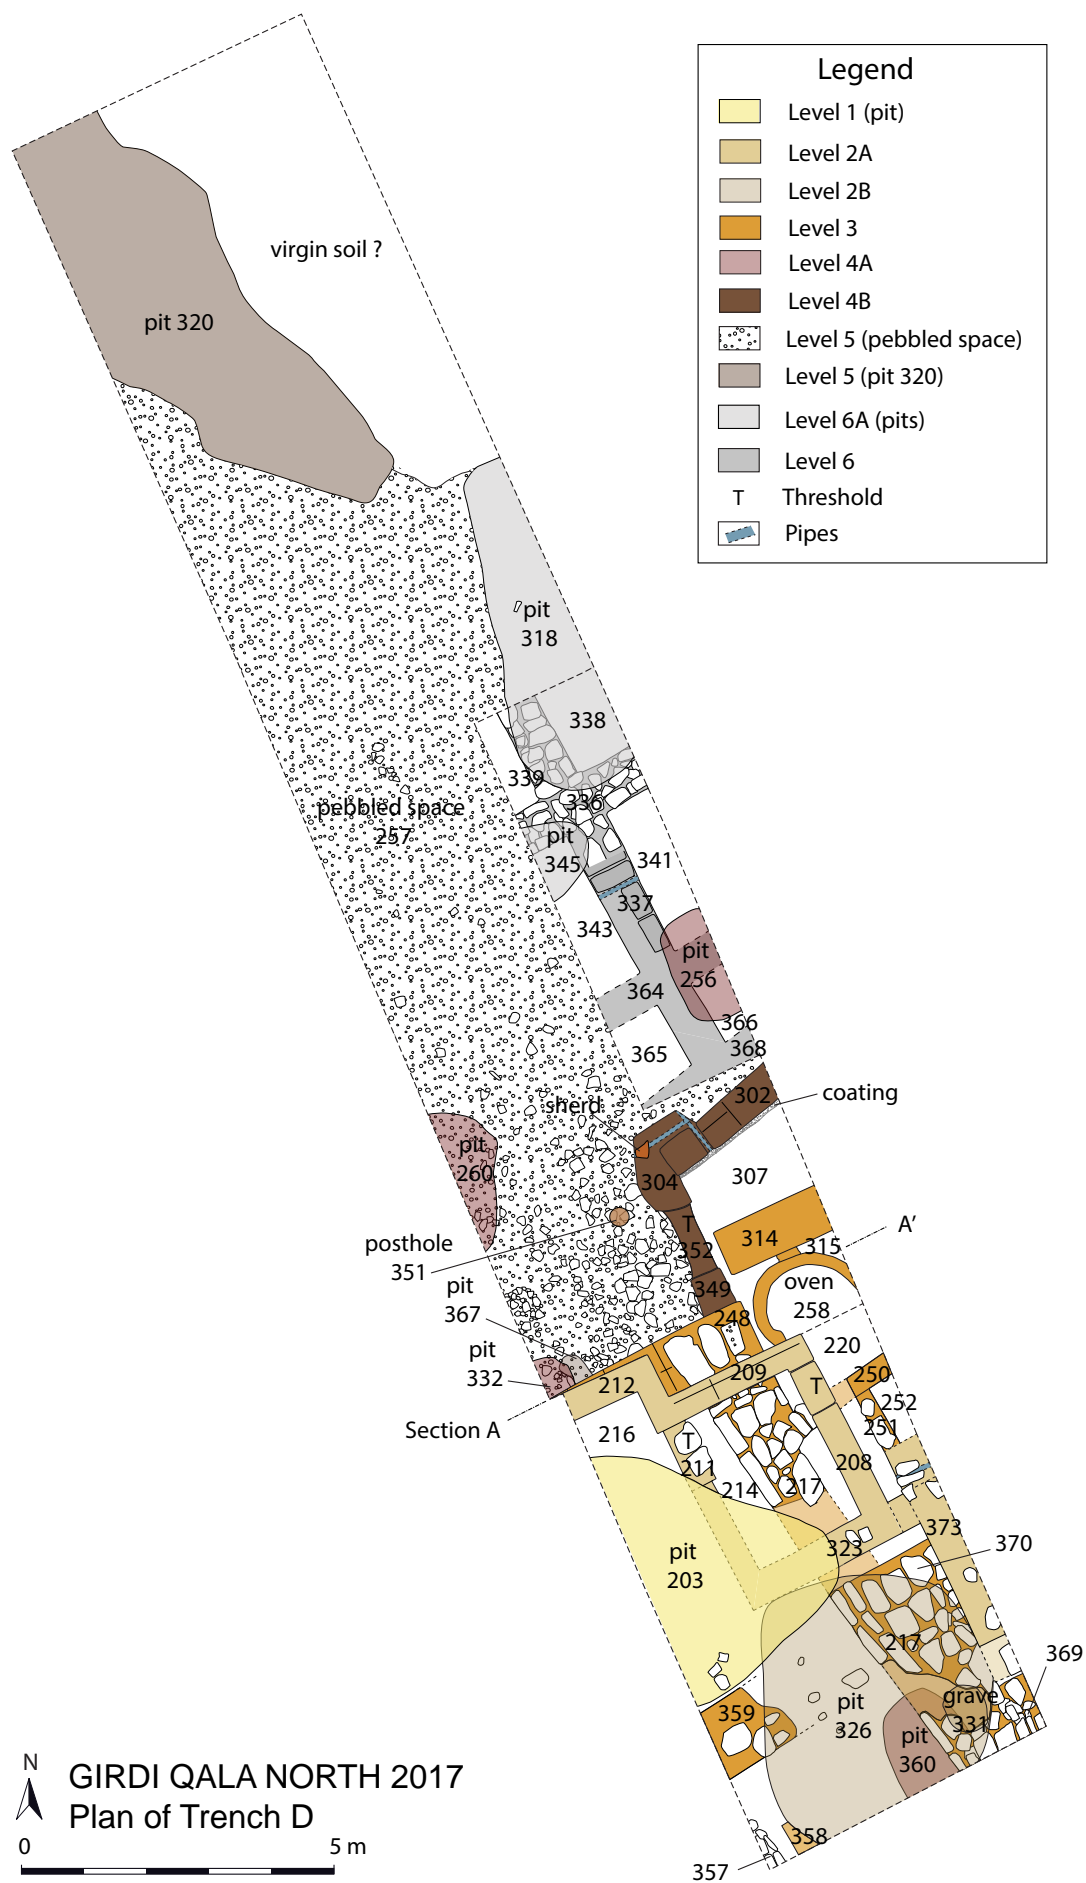 Legend
Level 1 (pit)
Level 2A
Level 2B
Level 3
Level 4A
Level 4B
Level 5 (pebbled space)
Level 5 (pit 320)
Level 6A (pits)
Level 6
T Threshold
Pipes
virgin soil ?
pit 320
pit
318
338
339
336
pebbled space
257
pit
345
341
337
343
pit
256
364
366
368
365
302
coating
sherd
pit
260
304
307
T
352
314
315
A’
posthole
351
oven
258
349
248
pit
367
220
pit
332
212
209
T
250
252
251
Section A
216
T
211
208
214
217
373
323
370
pit
203
217
369
grave
331
359
pit
326
pit
360
358
357
N
GIRDI QALA NORTH 2017
Plan of Trench D
0 5 m